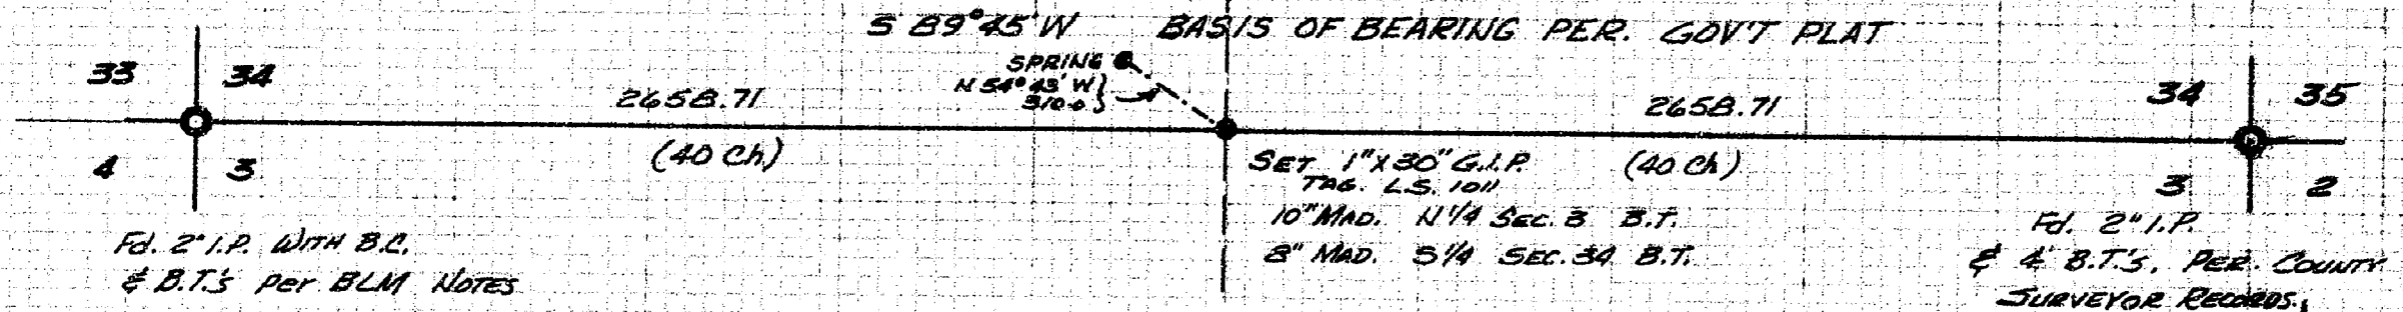 S 89°45' W BASIS OF BEARING PER. GOV'T PLAT
SPRING
N 54°43' W
310.0
33 34
2658.71
2658.71
34 35
(40 Ch)
(40 Ch)
4 3
3 2
SET 1"X30" G.I.P.
TAG. L.S. 1011
10" MAD. N 1/4 SEC. 3 B.T.
8" MAD. S 1/4 SEC. 34 B.T.
Fd. 2" I.P. WITH B.C.
& B.T.'s Per BLM NOTES
Fd. 2" I.P.
& 4 B.T.'s. PER. COUNTY
SURVEYOR RECORDS.